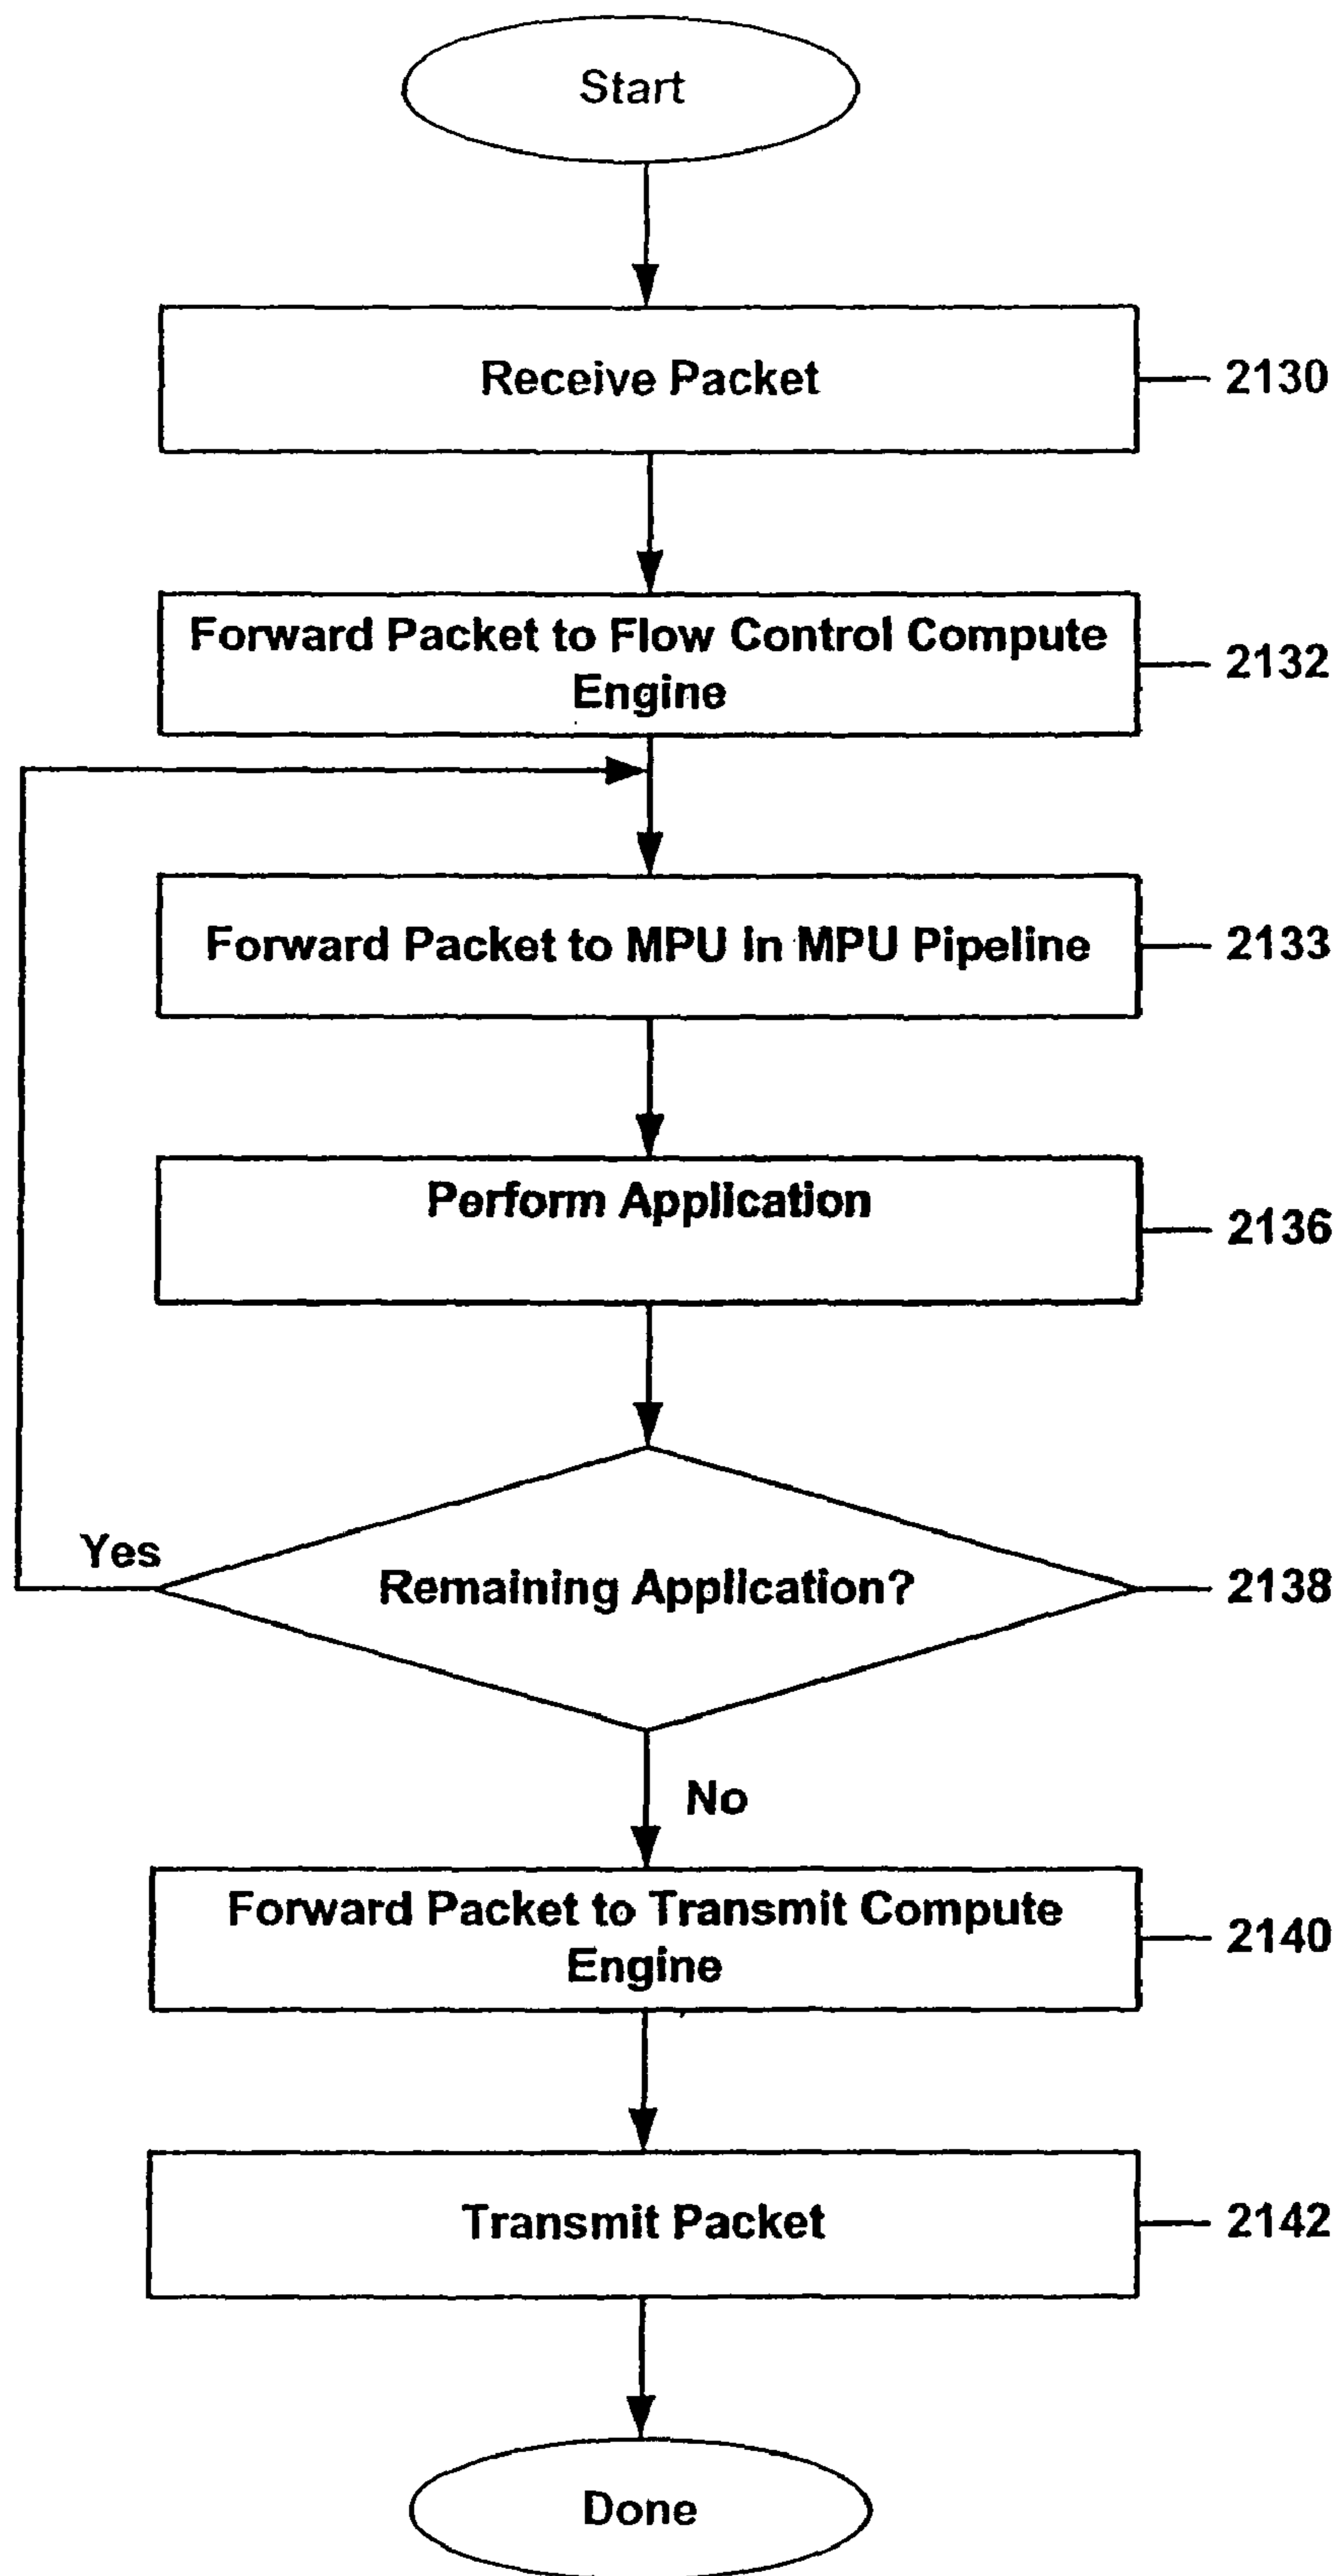 Start
Receive Packet
2130
Forward Packet to Flow Control Compute
Engine
2132
Forward Packet to MPU in MPU Pipeline
2133
Perform Application
2136
Yes
Remaining Application?
2138
No
Forward Packet to Transmit Compute
Engine
2140
Transmit Packet
2142
Done